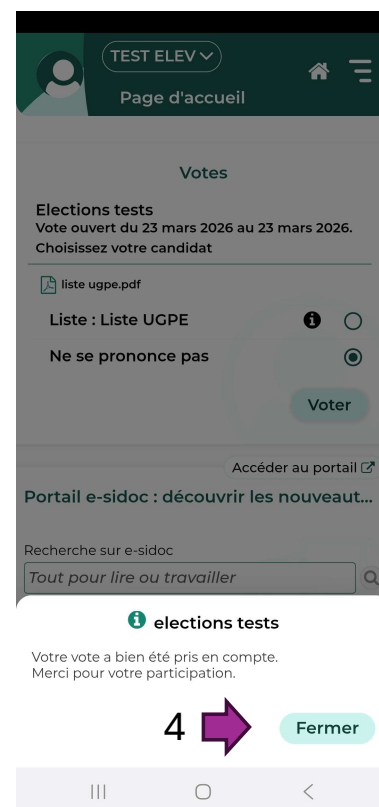 TEST ELEV
Page d'accueil
Votes
Elections tests
Vote ouvert du 23 mars 2026 au 23 mars 2026.
Choisissez votre candidat
liste ugpe.pdf
Liste : Liste UGPE
Ne se prononce pas
Voter
Accéder au portail
Portail e-sidoc : découvrir les nouveaut...
Recherche sur e-sidoc
Tout pour lire ou travailler
elections tests
Votre vote a bien été pris en compte.
Merci pour votre participation.
4
Fermer